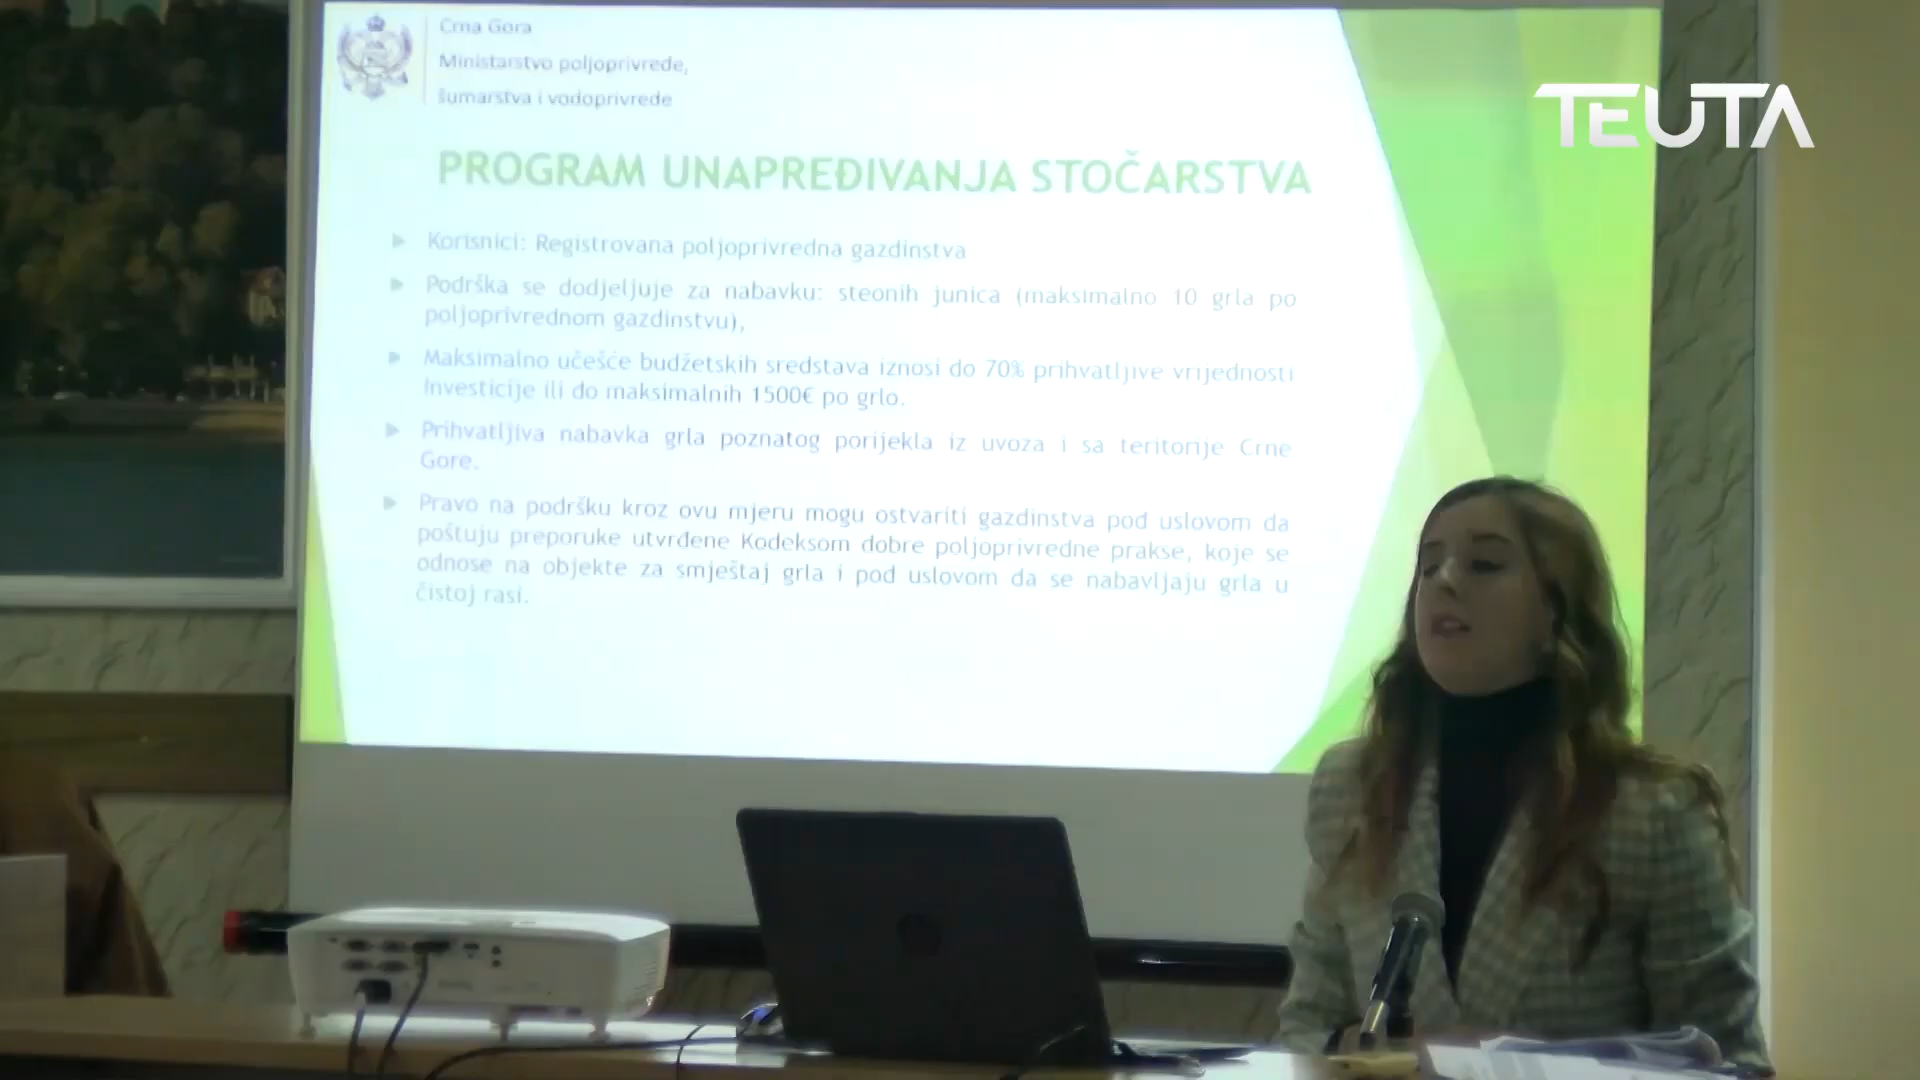 Crna Gora
Ministarstvo poljoprivrede,
šumarstva i vodoprivrede
TEUTA
PROGRAM UNAPREĐIVANJA STOČARSTVA
Korisnici: Registrovana poljoprivredna gazdinstva
Podrška se dodjeljuje za nabavku: steonih junica (maksimalno 10 grla po
poljoprivrednom gazdinstvu),
Maksimalno učešće budžetskih sredstava iznosi do 70% prihvatljive vrijednosti
investicije ili do maksimalnih 1500€ po grlo.
Prihvatljiva nabavka grla poznatog porijekla iz uvoza i sa teritorije Crne
Gore.
Pravo na podršku kroz ovu mjeru mogu ostvariti gazdinstva pod uslovom da
poštuju preporuke utvrđene Kodeksom dobre poljoprivredne prakse, koje se
odnose na objekte za smještaj grla i pod uslovom da se nabavljaju grla u
čistoj rasi.